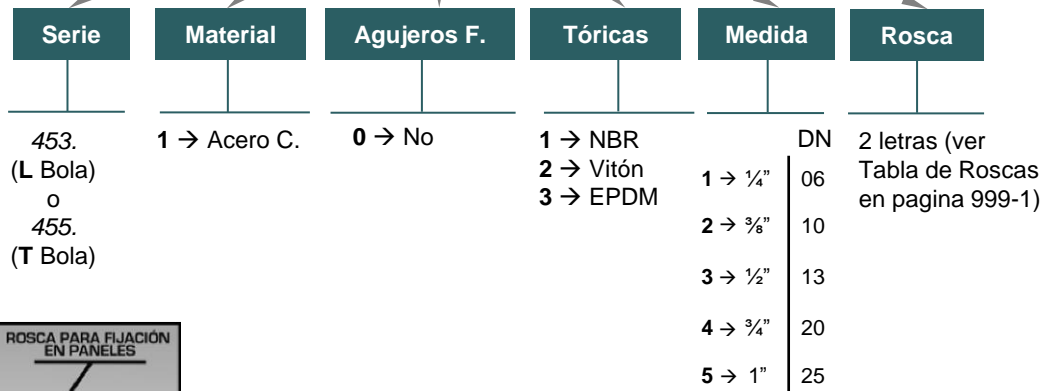 Serie Material Agujeros F. Tóricas Medida Rosca
453.
(L Bola)
o
455.
(T Bola)
1 → Acero C.
0 → No
1 → NBR
2 → Vitón
3 → EPDM
DN
1 → ¼” 06
2 → ⅜” 10
3 → ½” 13
4 → ¾” 20
5 → 1” 25
2 letras (ver
Tabla de Roscas
en pagina 999-1)
ROSCA PARA FIJACIÓN
EN PANELES